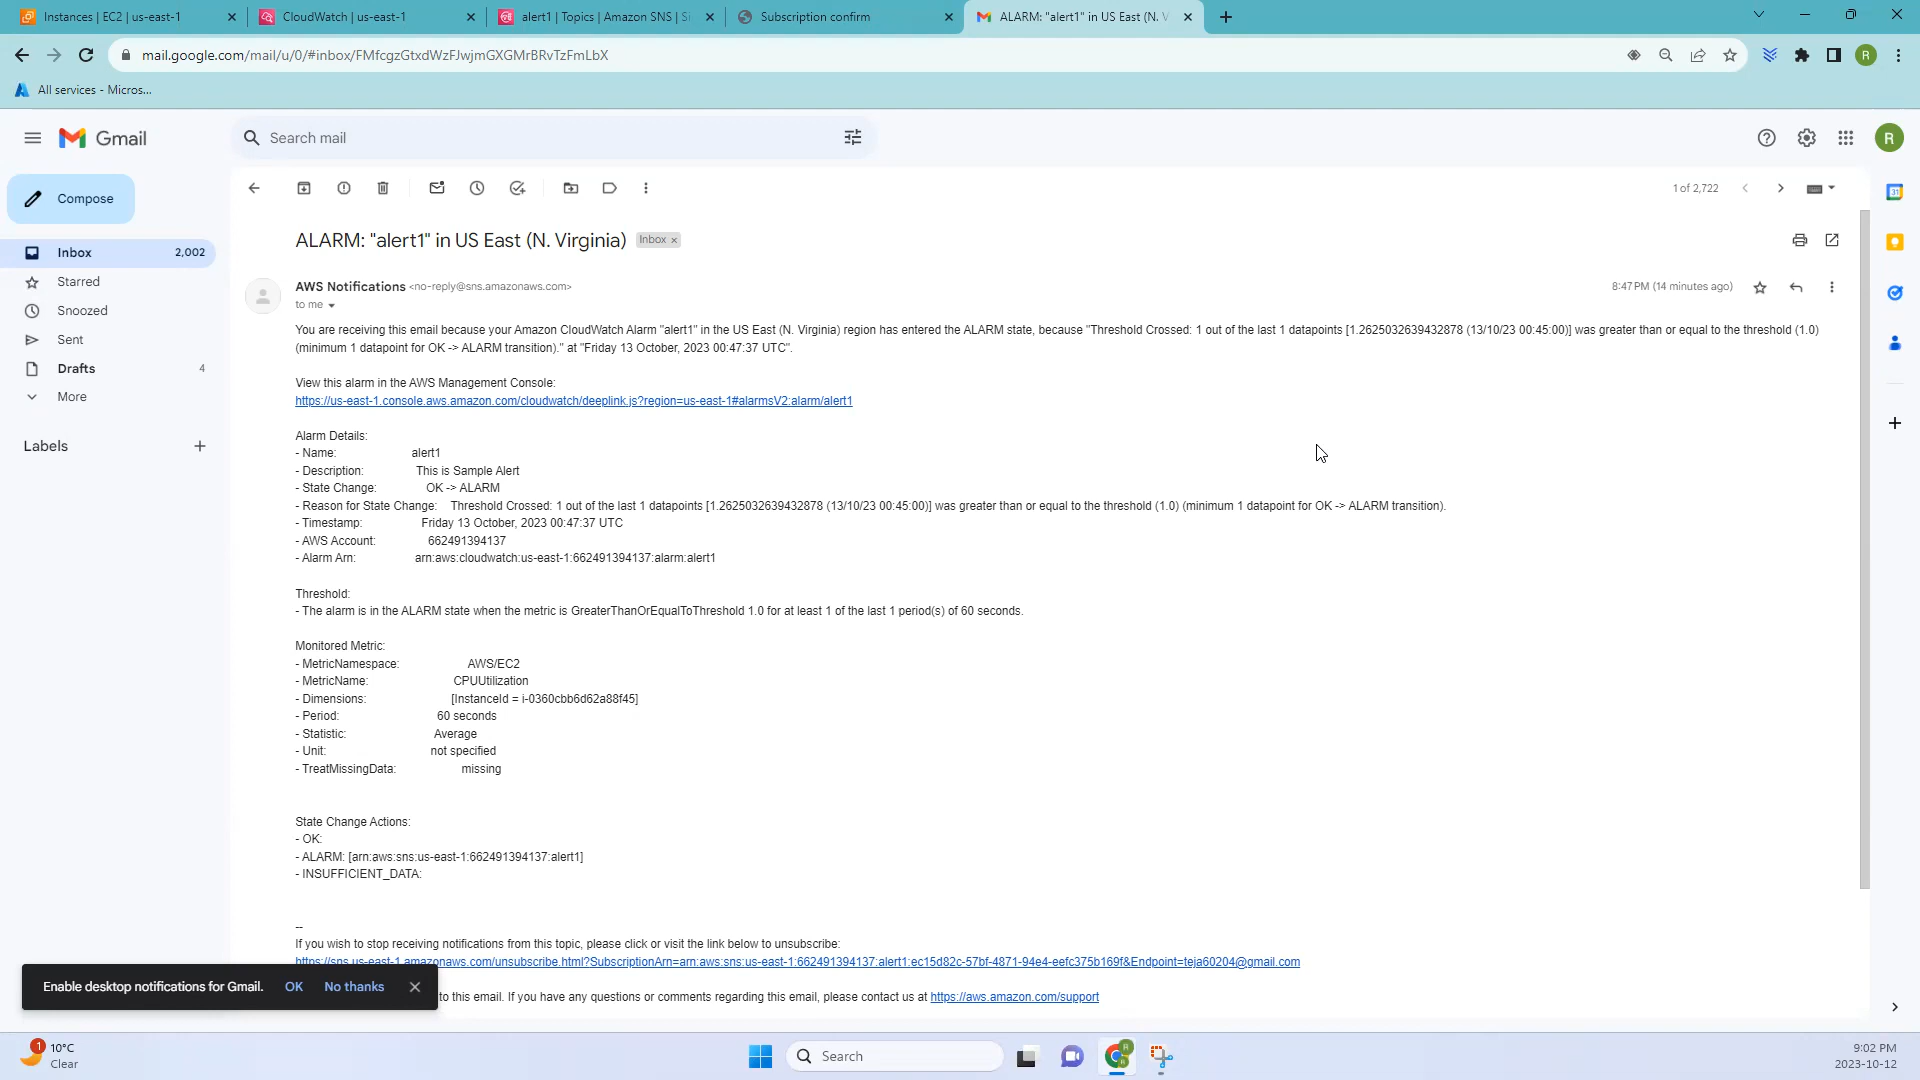 Instances | EC2 | us-east-1
CloudWatch | us-east-1
alert1 | Topics | Amazon SNS | Si
Subscription confirm
ALARM: "alert1" in US East (N. V
mail.google.com/mail/u/0/#inbox/FMfcgzGtxdWzFJwjmGXGMrBRvTzFmLbX
R
All services - Micros...
Gmail
Search mail
R
Compose
1 of 2,722
Inbox 2,002
Starred
Snoozed
Sent
Drafts 4
More
Labels
ALARM: "alert1" in US East (N. Virginia) Inbox x
AWS Notifications <no-reply@sns.amazonaws.com>
8:47 PM (14 minutes ago)
to me
You are receiving this email because your Amazon CloudWatch Alarm "alert1" in the US East (N. Virginia) region has entered the ALARM state, because "Threshold Crossed: 1 out of the last 1 datapoints [1.2625032639432878 (13/10/23 00:45:00)] was greater than or equal to the threshold (1.0)
(minimum 1 datapoint for OK -> ALARM transition)." at "Friday 13 October, 2023 00:47:37 UTC".
View this alarm in the AWS Management Console:
https://us-east-1.console.aws.amazon.com/cloudwatch/deeplink.js?region=us-east-1#alarmsV2:alarm/alert1
Alarm Details:
- Name: alert1
- Description: This is Sample Alert
- State Change: OK -> ALARM
- Reason for State Change: Threshold Crossed: 1 out of the last 1 datapoints [1.2625032639432878 (13/10/23 00:45:00)] was greater than or equal to the threshold (1.0) (minimum 1 datapoint for OK -> ALARM transition).
- Timestamp: Friday 13 October, 2023 00:47:37 UTC
- AWS Account: 662491394137
- Alarm Arn: arn:aws:cloudwatch:us-east-1:662491394137:alarm:alert1
Threshold:
- The alarm is in the ALARM state when the metric is GreaterThanOrEqualToThreshold 1.0 for at least 1 of the last 1 period(s) of 60 seconds.
Monitored Metric:
- MetricNamespace: AWS/EC2
- MetricName: CPUUtilization
- Dimensions: [InstanceId = i-0360cbb6d62a88f45]
- Period: 60 seconds
- Statistic: Average
- Unit: not specified
- TreatMissingData: missing
State Change Actions:
- OK:
- ALARM: [arn:aws:sns:us-east-1:662491394137:alert1]
- INSUFFICIENT_DATA:
--
If you wish to stop receiving notifications from this topic, please click or visit the link below to unsubscribe:
https://sns.us-east-1.amazonaws.com/unsubscribe.html?SubscriptionArn=arn:aws:sns:us-east-1:662491394137:alert1:ec15d82c-57bf-4871-94e4-eefc375b169f&Endpoint=teja60204@gmail.com
Enable desktop notifications for Gmail. OK No thanks
to this email. If you have any questions or comments regarding this email, please contact us at https://aws.amazon.com/support
1
10°C
Clear
Search
R
9:02 PM
2023-10-12